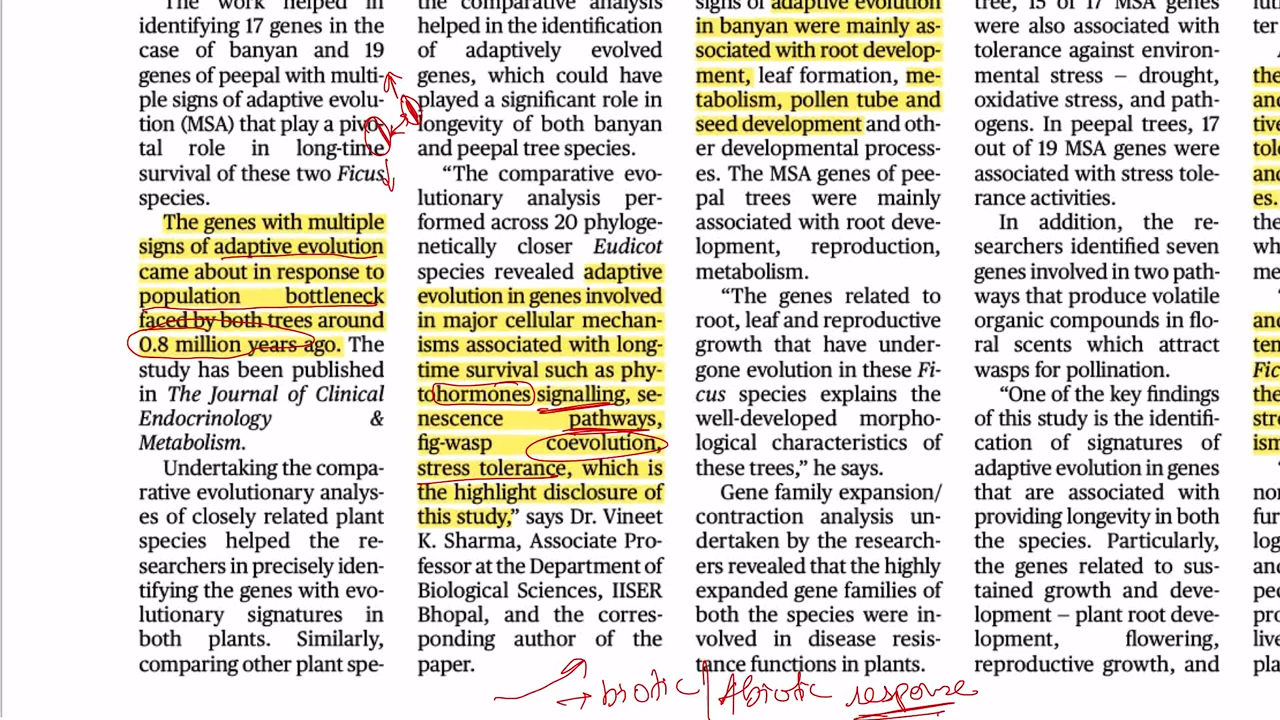 The work helped in
identifying 17 genes in the
case of banyan and 19
genes of peepal with multi-
ple signs of adaptive evolu-
tion (MSA) that play a pivo-
tal role in long-time
survival of these two Ficus
species.
The genes with multiple
signs of adaptive evolution
came about in response to
population bottleneck
faced by both trees around
0.8 million years ago. The
study has been published
in The Journal of Clinical
Endocrinology &
Metabolism.
Undertaking the compa-
rative evolutionary analys-
es of closely related plant
species helped the re-
searchers in precisely iden-
tifying the genes with evo-
lutionary signatures in
both plants. Similarly,
comparing other plant spe-
the comparative analysis
helped in the identification
of adaptively evolved
genes, which could have
played a significant role in
longevity of both banyan
and peepal tree species.
“The comparative evo-
lutionary analysis per-
formed across 20 phyloge-
netically closer Eudicot
species revealed adaptive
evolution in genes involved
in major cellular mechan-
isms associated with long-
time survival such as phy-
tohormones signalling, se-
nescence pathways,
fig-wasp coevolution,
stress tolerance, which is
the highlight disclosure of
this study,” says Dr. Vineet
K. Sharma, Associate Pro-
fessor at the Department of
Biological Sciences, IISER
Bhopal, and the corres-
ponding author of the
paper.
signs of adaptive evolution
in banyan were mainly as-
sociated with root develop-
ment, leaf formation, me-
tabolism, pollen tube and
seed development and oth-
er developmental process-
es. The MSA genes of pee-
pal trees were mainly
associated with root deve-
lopment, reproduction,
metabolism.
“The genes related to
root, leaf and reproductive
growth that have under-
gone evolution in these Fi-
cus species explains the
well-developed morpho-
logical characteristics of
these trees,” he says.
Gene family expansion/
contraction analysis un-
dertaken by the research-
ers revealed that the highly
expanded gene families of
both the species were in-
volved in disease resis-
tance functions in plants.
tree, 15 of 17 MSA genes
were also associated with
tolerance against environ-
mental stress – drought,
oxidative stress, and path-
ogens. In peepal trees, 17
out of 19 MSA genes were
associated with stress tole-
rance activities.
In addition, the re-
searchers identified seven
genes involved in two path-
ways that produce volatile
organic compounds in flo-
ral scents which attract
wasps for pollination.
“One of the key findings
of this study is the identifi-
cation of signatures of
adaptive evolution in genes
that are associated with
providing longevity in both
the species. Particularly,
the genes related to sus-
tained growth and deve-
lopment – plant root deve-
lopment, flowering,
reproductive growth, and
biotic / Abiotic response